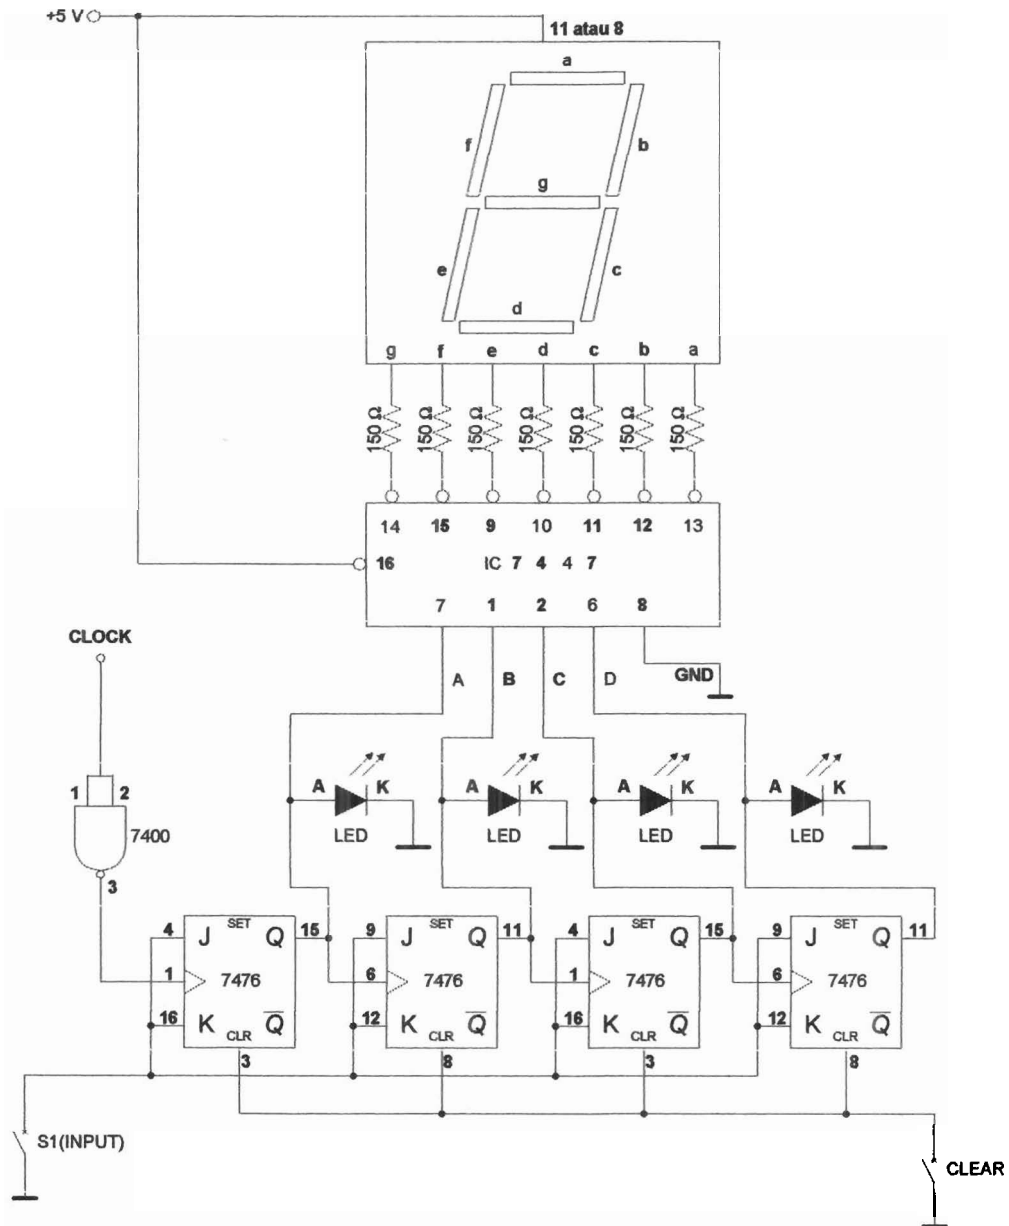 +5 V
11 atau 8
a
f b
g
e c
d
g f e d c b a
150 Ω 150 Ω 150 Ω 150 Ω 150 Ω 150 Ω 150 Ω
14 15 9 10 11 12 13
16 IC 7 4 4 7
7 1 2 6 8
CLOCK
A B C D GND
1 2
7400
3
A K A K A K A K
LED LED LED LED
SET SET SET SET
4 J Q 15 9 J Q 11 4 J Q 15 9 J Q 11
1 7476 6 7476 1 7476 6 7476
16 K Q 12 K Q 16 K Q 12 K Q
CLR CLR CLR CLR
3 8 3 8
S1(INPUT)
CLEAR